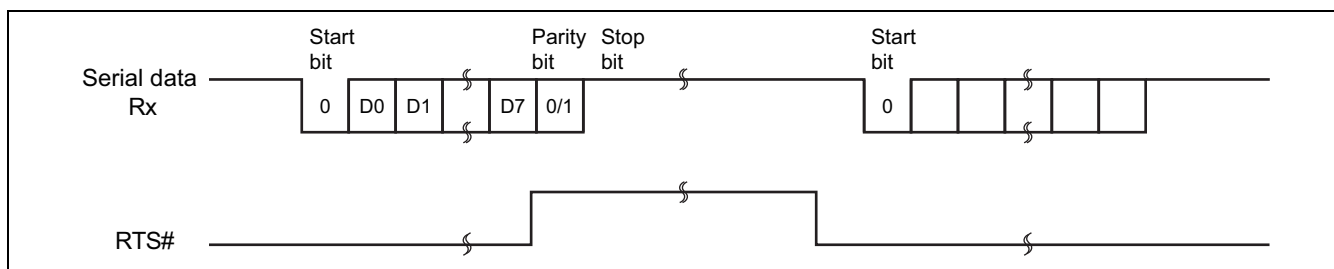 Start
bit
Parity
bit
Stop
bit
Start
bit
Serial data
Rx
0
D0
D1
D7
0/1
0
RTS#